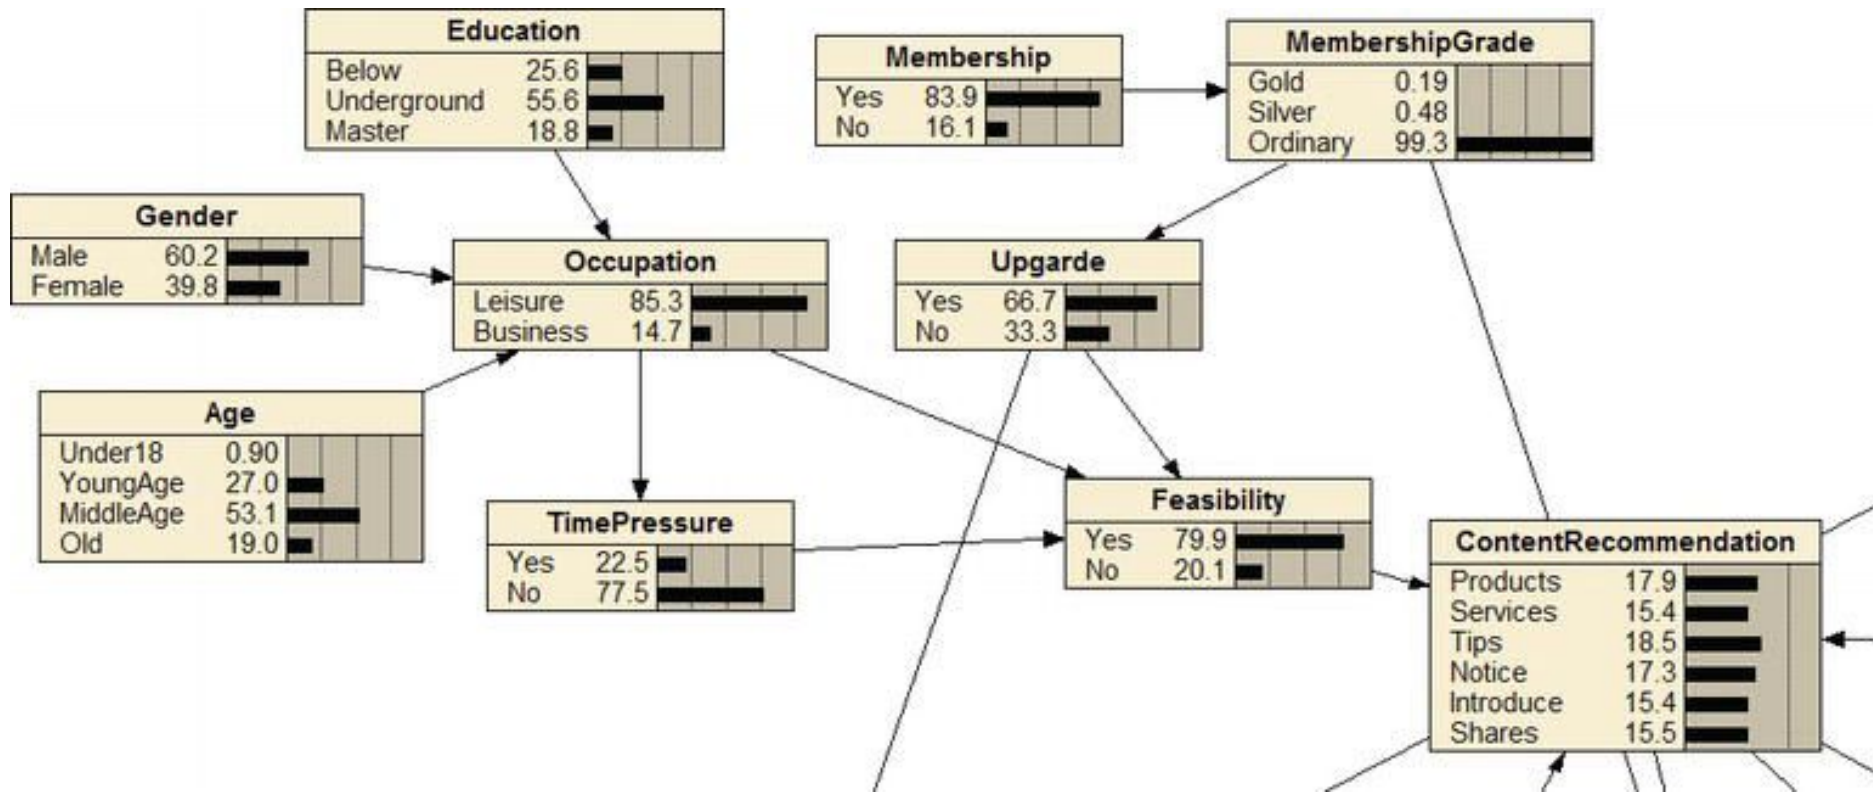 Education
Below 25.6
Underground 55.6
Master 18.8
Membership
Yes 83.9
No 16.1
MembershipGrade
Gold 0.19
Silver 0.48
Ordinary 99.3
Gender
Male 60.2
Female 39.8
Occupation
Leisure 85.3
Business 14.7
Upgarde
Yes 66.7
No 33.3
Age
Under18 0.90
YoungAge 27.0
MiddleAge 53.1
Old 19.0
TimePressure
Yes 22.5
No 77.5
Feasibility
Yes 79.9
No 20.1
ContentRecommendation
Products 17.9
Services 15.4
Tips 18.5
Notice 17.3
Introduce 15.4
Shares 15.5